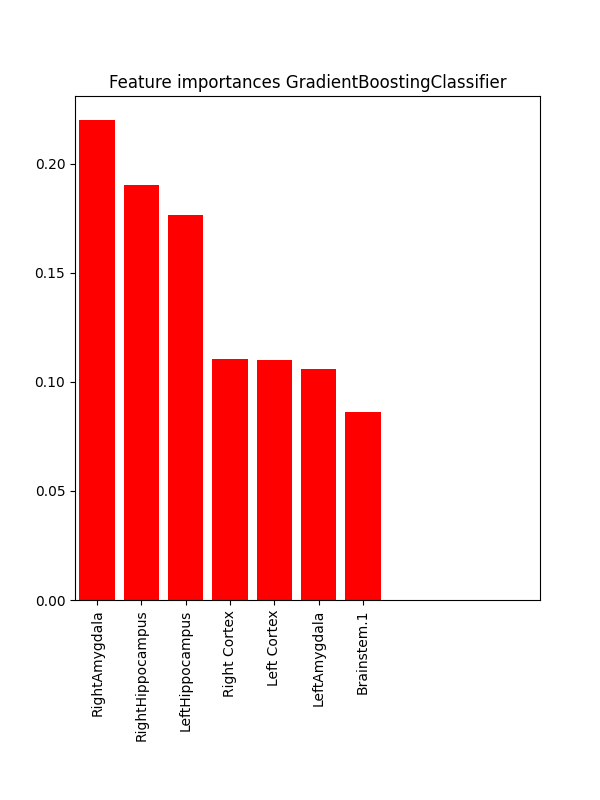 Feature importances GradientBoostingClassifier
0.20
0.15
0.10
0.05
0.00
RightAmygdala
RightHippocampus
LeftHippocampus
Right Cortex
Left Cortex
LeftAmygdala
Brainstem.1